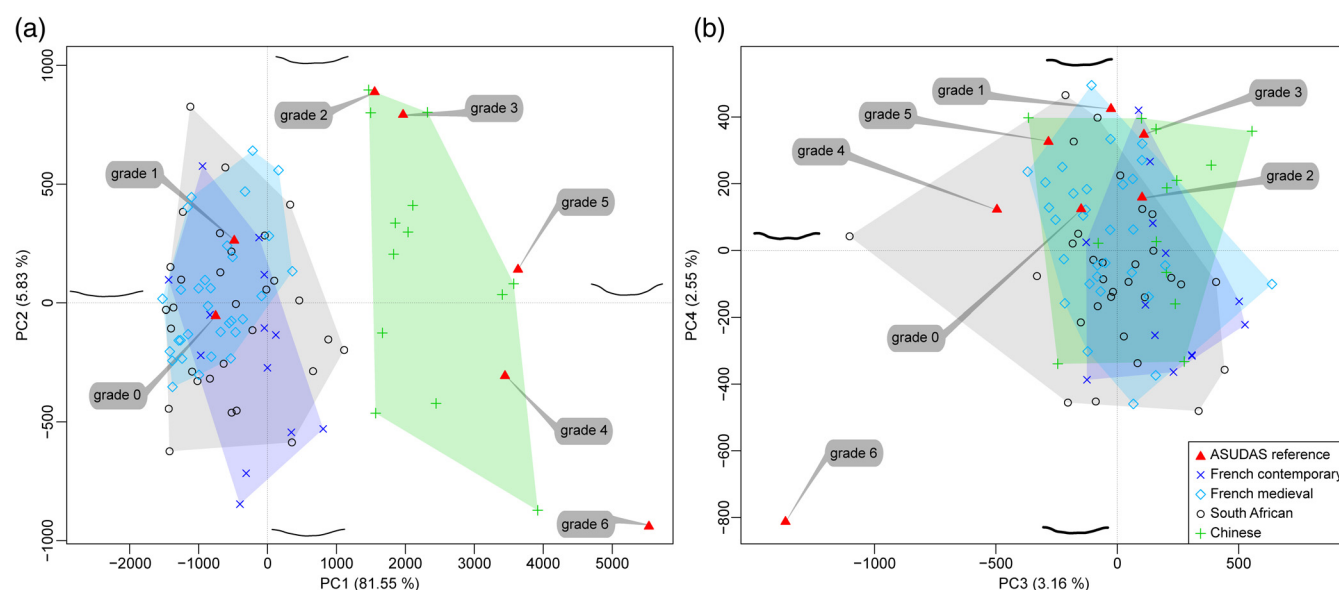 (a)
1000
500
0
-500
-1000
PC2 (5.83 %)
grade 2
grade 3
grade 1
grade 5
grade 0
grade 4
grade 6
-2000
-1000
0
1000
2000
3000
4000
5000
PC1 (81.55 %)
(b)
400
200
0
-200
-400
-600
-800
PC4 (2.55 %)
grade 1
grade 3
grade 5
grade 4
grade 2
grade 0
grade 6
ASUDAS reference
French contemporary
French medieval
South African
Chinese
-1000
-500
0
500
PC3 (3.16 %)